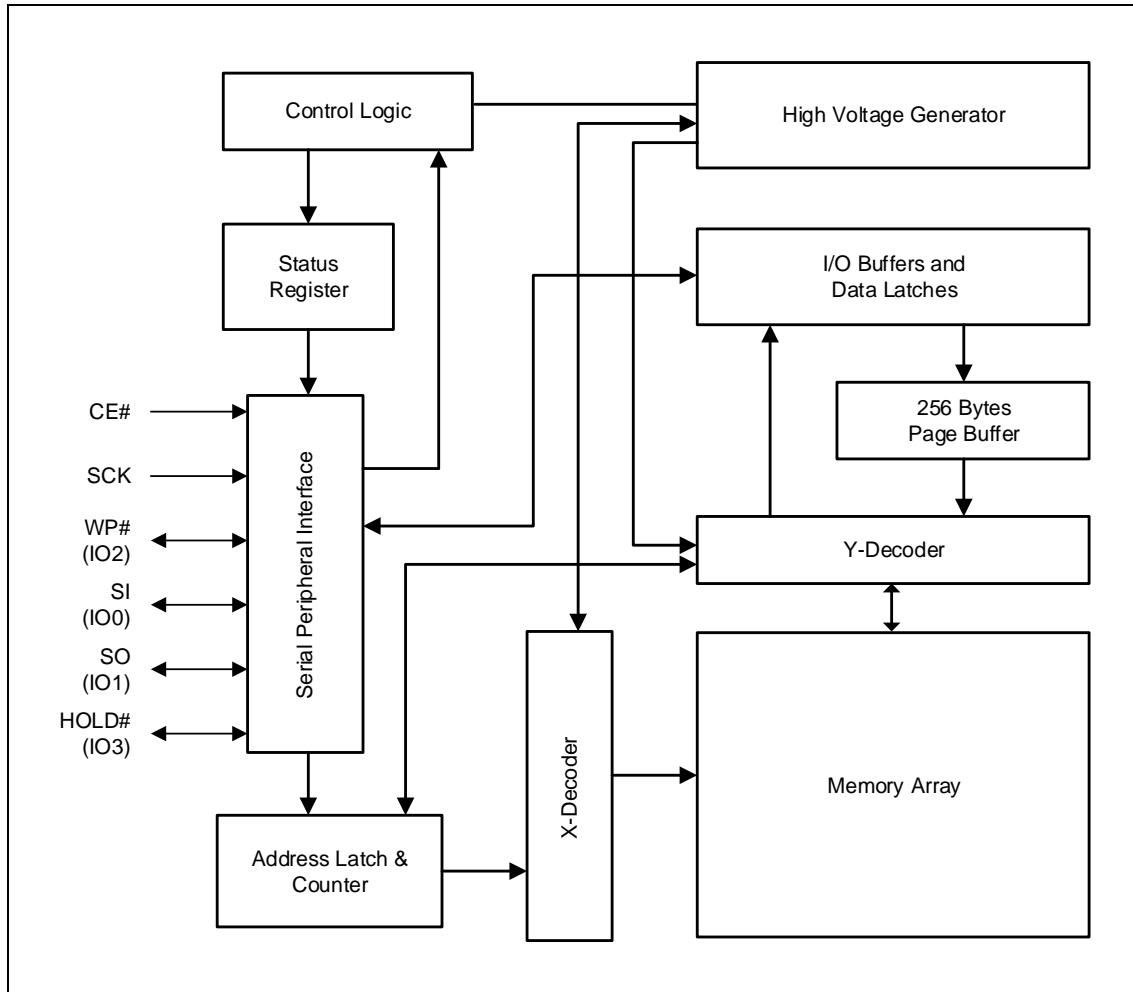 Control Logic
High Voltage Generator
Status
Register
I/O Buffers and
Data Latches
256 Bytes
Page Buffer
CE#
SCK
WP#
(IO2)
SI
(IO0)
SO
(IO1)
HOLD#
(IO3)
Serial Peripheral Interface
Y-Decoder
X-Decoder
Memory Array
Address Latch &
Counter